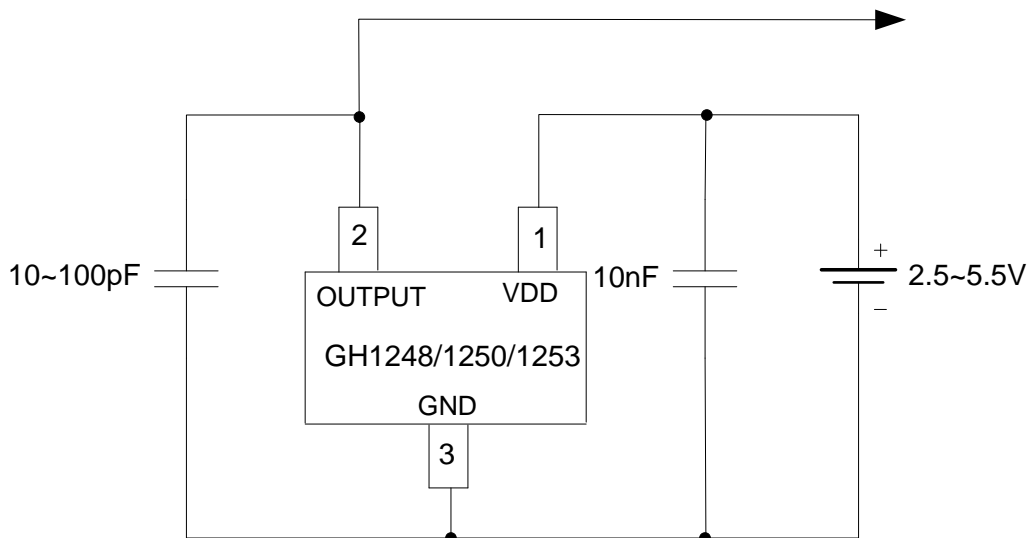 2
1
+
10~100pF
10nF
2.5~5.5V
OUTPUT
VDD
−
GH1248/1250/1253
GND
3